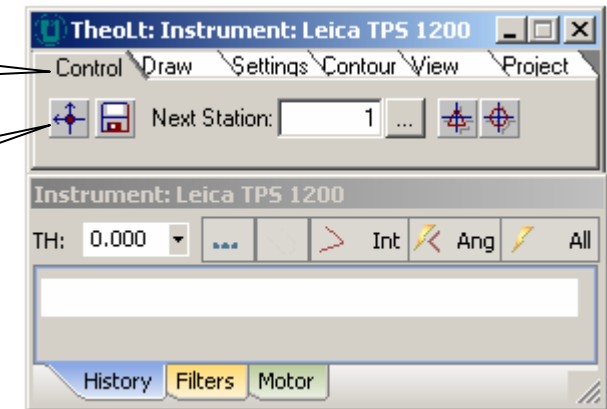 TheoLt: Instrument: Leica TPS 1200
Control Draw Settings Contour View Project
Next Station: 1 ...
Instrument: Leica TPS 1200
TH: 0.000 Int Ang All
History Filters Motor